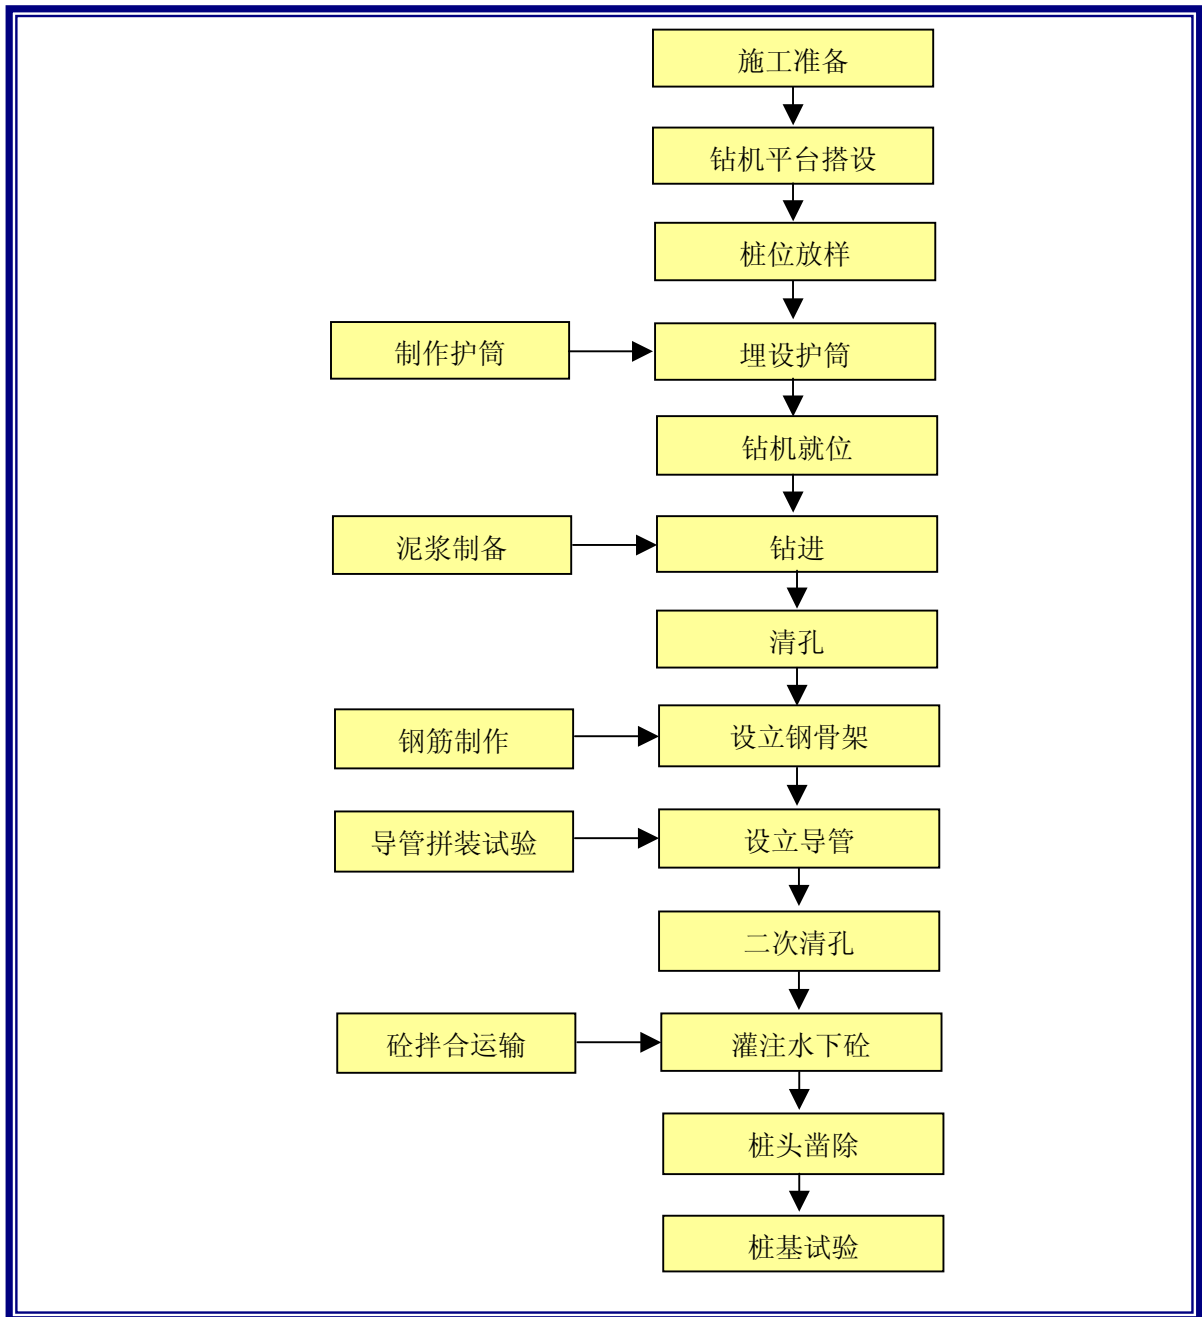 施工准备
钻机平台搭设
桩位放样
制作护筒
埋设护筒
钻机就位
泥浆制备
钻进
清孔
钢筋制作
设立钢骨架
导管拼装试验
设立导管
二次清孔
砼拌合运输
灌注水下砼
桩头凿除
桩基试验